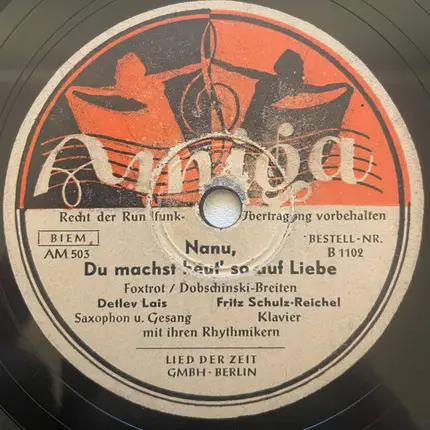 Amiga
Recht der Rundfunk- Übertragung vorbehalten
BIEM
AM 503
BESTELL-NR.
B 1102
Nanu,
Du machst heut' so auf Liebe
Foxtrot / Dobschinski-Breiten
Detlev Lais Fritz Schulz-Reichel
Saxophon u. Gesang Klavier
mit ihren Rhythmikern
LIED DER ZEIT
GMBH - BERLIN